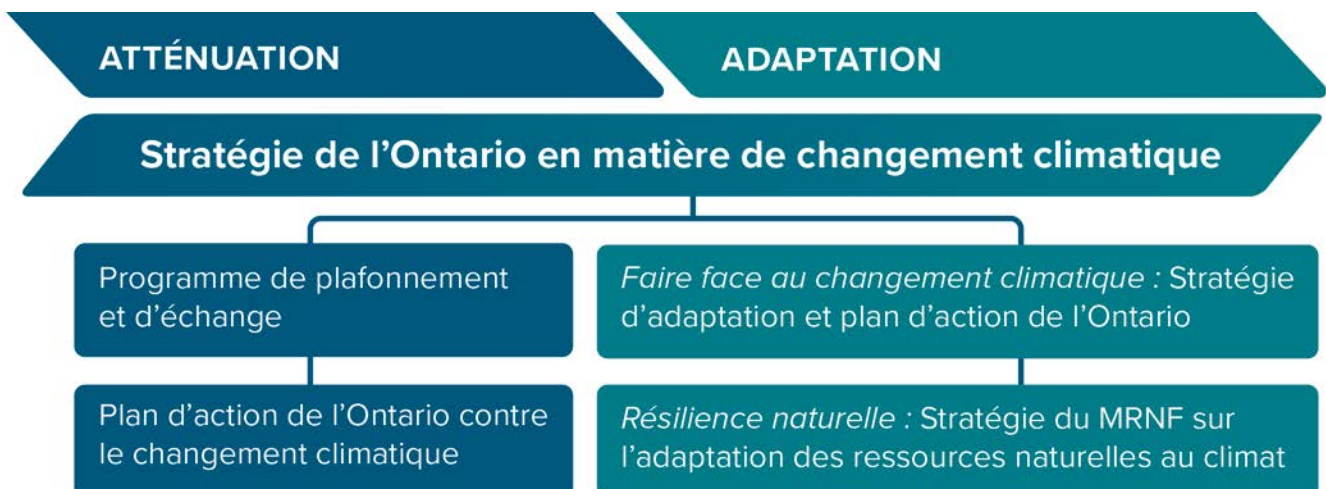 ATTÉNUATION
ADAPTATION
Stratégie de l’Ontario en matière de changement climatique
Programme de plafonnement
et d’échange
Faire face au changement climatique : Stratégie
d’adaptation et plan d’action de l’Ontario
Plan d’action de l’Ontario contre
le changement climatique
Résilience naturelle : Stratégie du MRNF sur
l’adaptation des ressources naturelles au climat